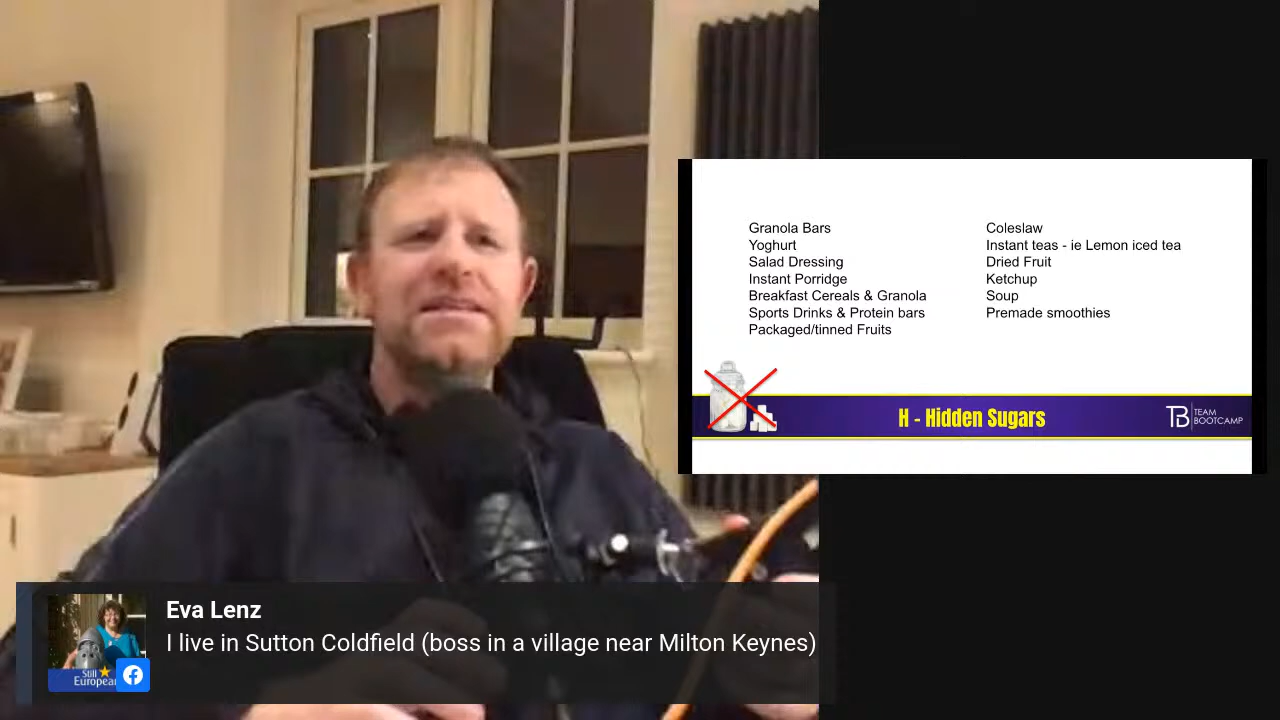 Granola Bars
Yoghurt
Salad Dressing
Instant Porridge
Breakfast Cereals & Granola
Sports Drinks & Protein bars
Packaged/tinned Fruits
Coleslaw
Instant teas - ie Lemon iced tea
Dried Fruit
Ketchup
Soup
Premade smoothies
H - Hidden Sugars
TB TEAM
BOOTCAMP
Eva Lenz
I live in Sutton Coldfield (boss in a village near Milton Keynes)
Still
European